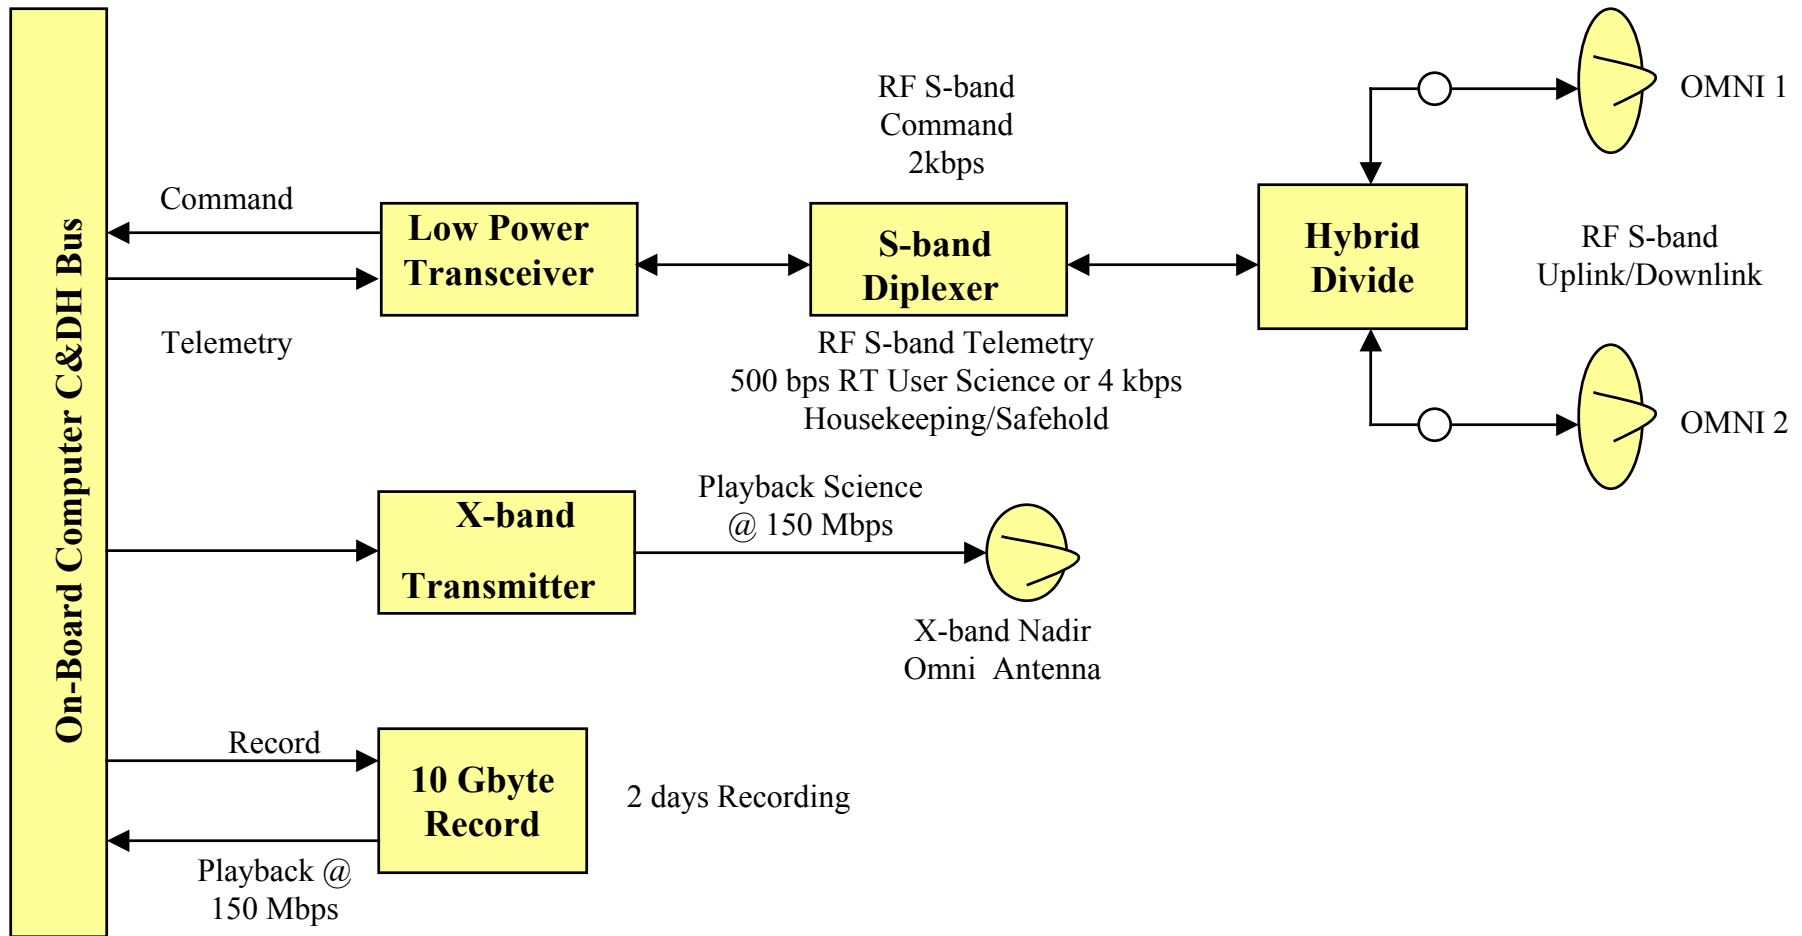 On-Board Computer C&DH Bus
Command
Telemetry
Low Power
Transceiver
RF S-band
Command
2kbps
S-band
Diplexer
RF S-band Telemetry
500 bps RT User Science or 4 kbps
Housekeeping/Safehold
Hybrid
Divide
OMNI 1
RF S-band
Uplink/Downlink
OMNI 2
X-band
Transmitter
Playback Science
@ 150 Mbps
X-band Nadir
Omni Antenna
Record
10 Gbyte
Record
2 days Recording
Playback @
150 Mbps